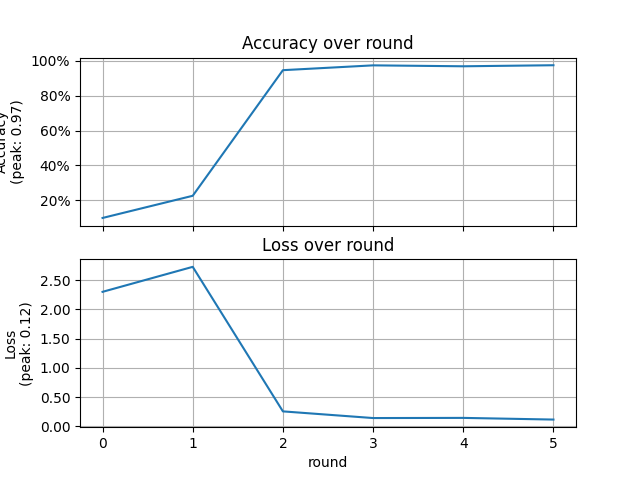 Accuracy over round
100%
80%
60%
40%
20%
Accuracy
(peak: 0.97)
Loss over round
2.50
2.00
1.50
1.00
0.50
0.00
Loss
(peak: 0.12)
0 1 2 3 4 5
round